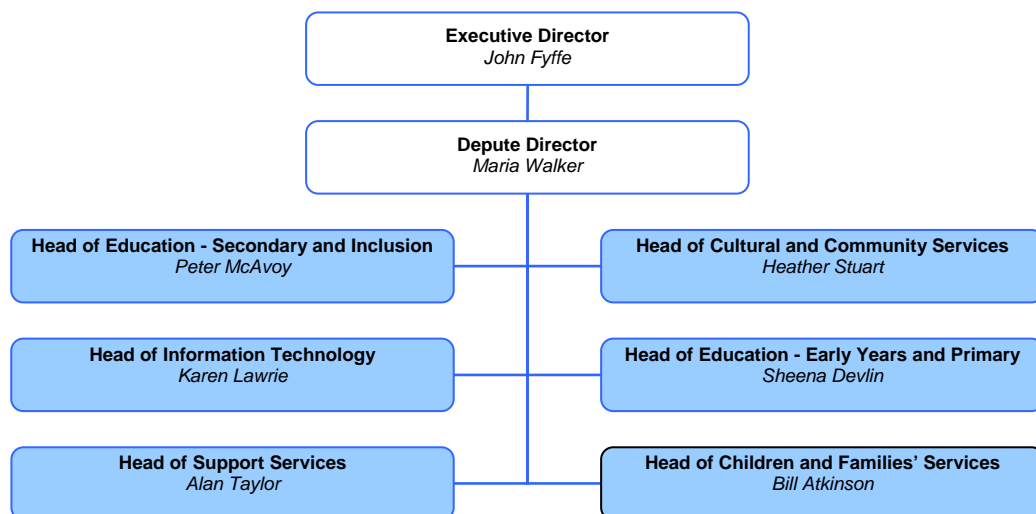 Executive Director
John Fyffe
Depute Director
Maria Walker
Head of Education - Secondary and Inclusion
Peter McAvoy
Head of Cultural and Community Services
Heather Stuart
Head of Information Technology
Karen Lawrie
Head of Education - Early Years and Primary
Sheena Devlin
Head of Support Services
Alan Taylor
Head of Children and Families’ Services
Bill Atkinson